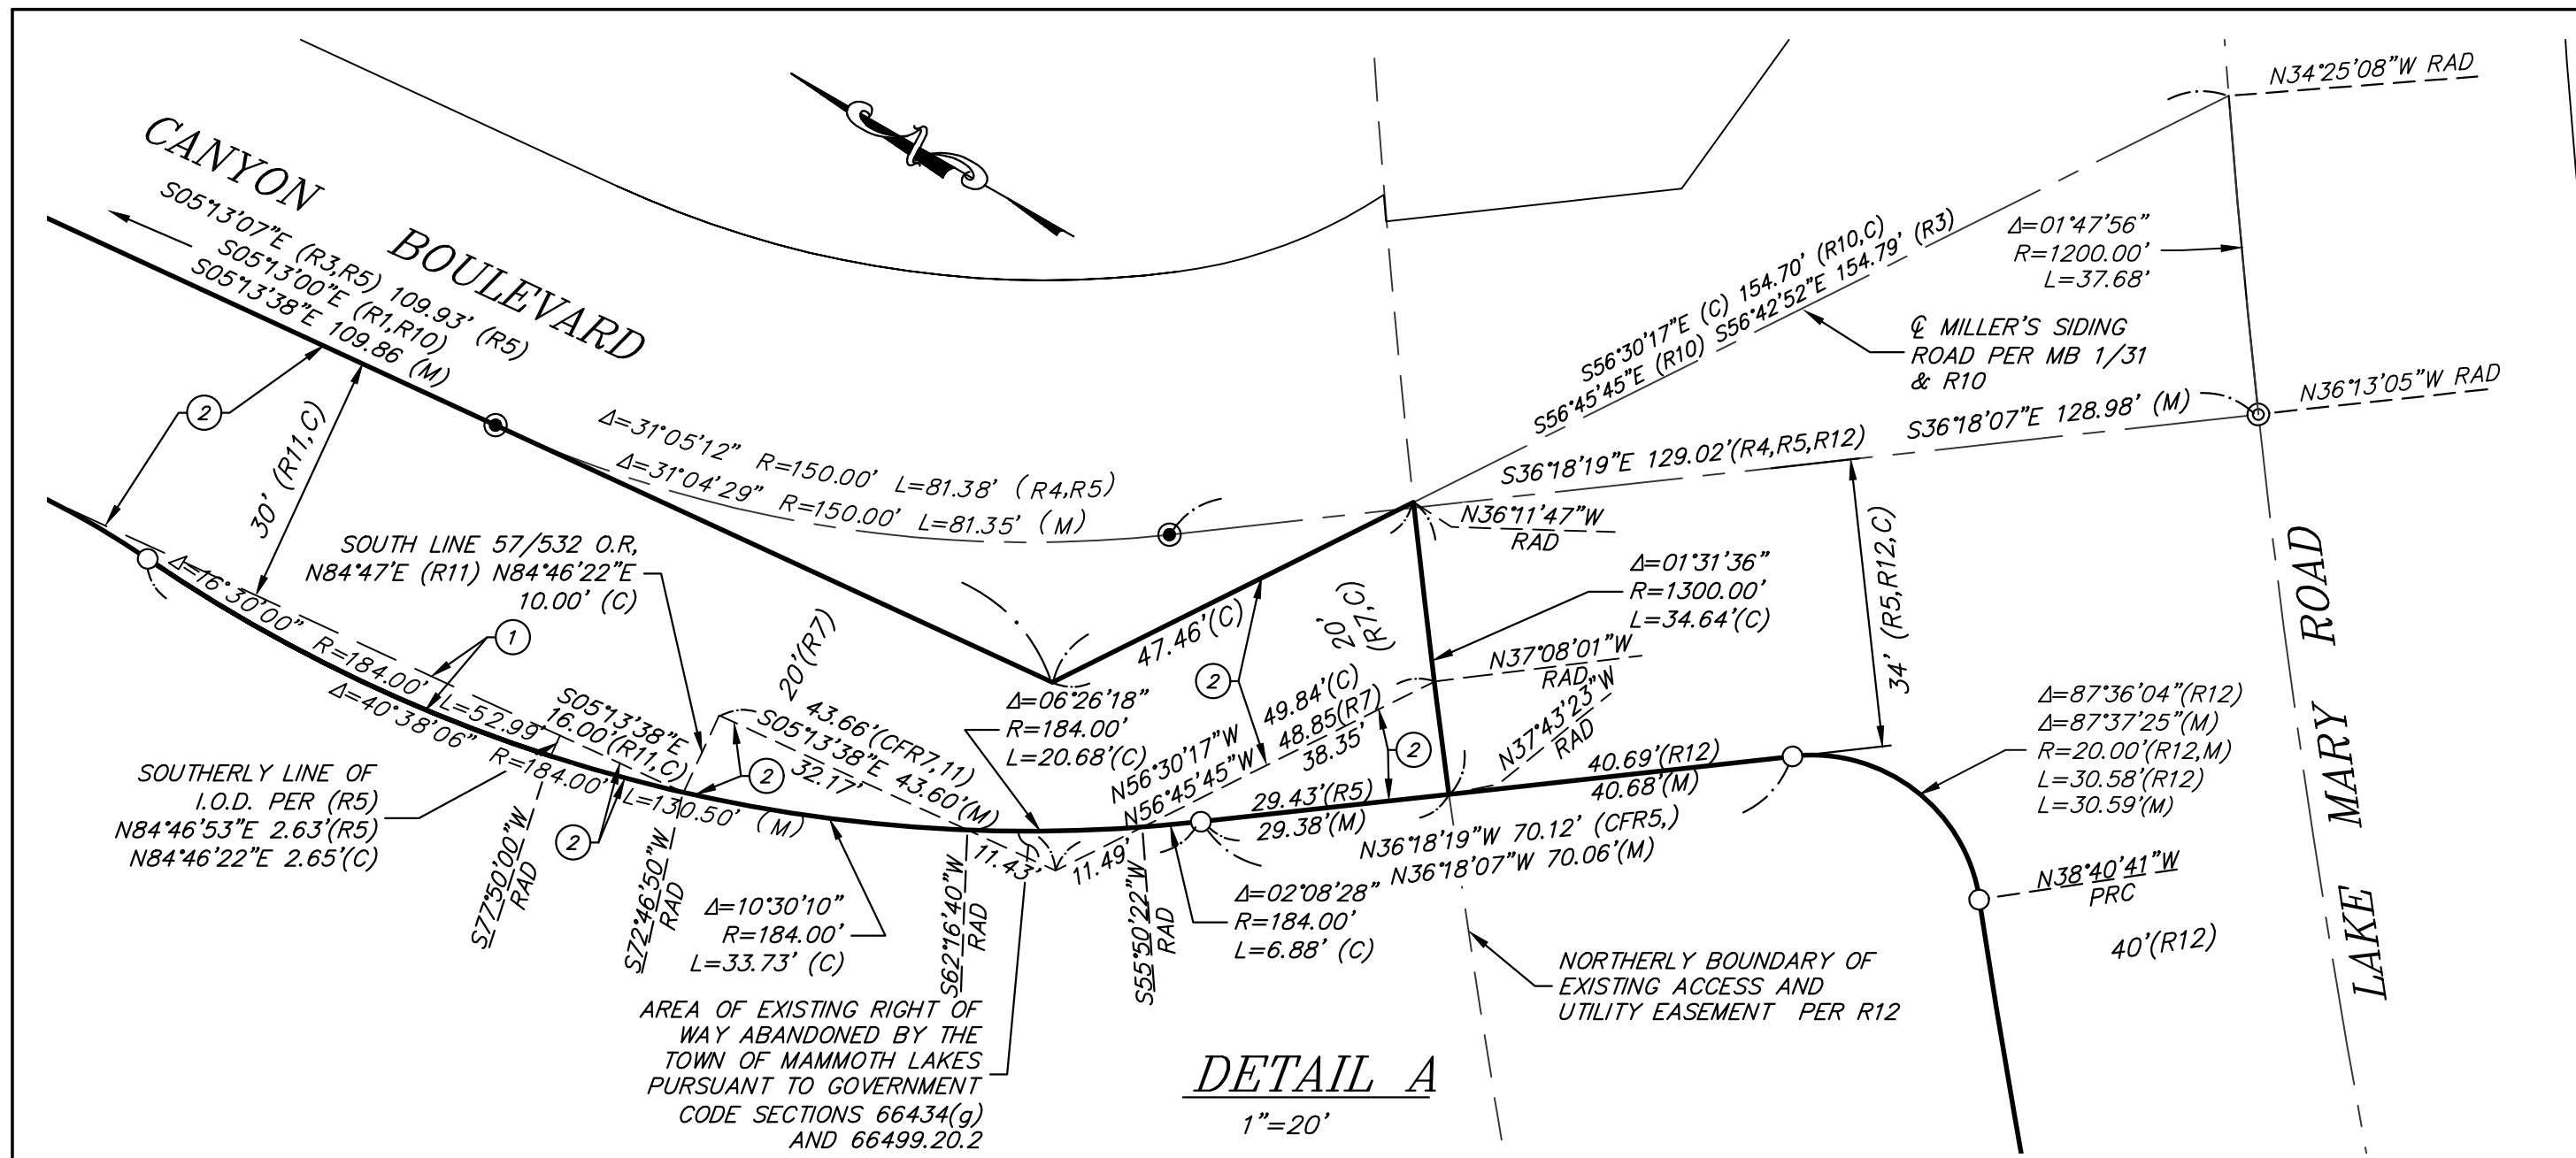 CANYON BOULEVARD
S05°13'07"E (R3,R5) 109.93' (R5)
S05°13'00"E (R1,R10)
S05°13'38"E 109.86 (M)
2
30' (R11,C)
Δ=31°05'12" R=150.00' L=81.38' (R4,R5)
Δ=31°04'29" R=150.00' L=81.35' (M)
SOUTH LINE 57/532 O.R,
N84°47'E (R11) N84°46'22"E
10.00' (C)
Δ=16°30'00" R=184.00' L=52.99'
1
Δ=40°38'06" R=184.00' L=130.50' (M)
S05°13'38"E
16.00'(R11,C)
20'(R7)
43.66'(CFR7,11)
S05°13'38"E 43.60'(M)
32.17'
2
SOUTHERLY LINE OF
I.O.D. PER (R5)
N84°46'53"E 2.63'(R5)
N84°46'22"E 2.65'(C)
2
S77°50'00"W
RAD
S72°46'50"W
RAD
Δ=10°30'10"
R=184.00'
L=33.73' (C)
S62°16'40"W
RAD
11.43'
AREA OF EXISTING RIGHT OF
WAY ABANDONED BY THE
TOWN OF MAMMOTH LAKES
PURSUANT TO GOVERNMENT
CODE SECTIONS 66434(g)
AND 66499.20.2
Δ=06°26'18"
R=184.00'
L=20.68'(C)
47.46'(C)
2
20'
(R7,C)
49.84'(C)
48.85(R7)
38.35'
N56°30'17"W
N56°45'45"W
11.49'
S55°50'22"W
RAD
2
29.43'(R5)
29.38'(M)
Δ=02°08'28"
R=184.00'
L=6.88' (C)
N36°18'19"W 70.12' (CFR5,)
N36°18'07"W 70.06'(M)
40.69'(R12)
40.68'(M)
N37°43'23"W
RAD
N37°08'01"W
RAD
Δ=01°31'36"
R=1300.00'
L=34.64'(C)
N36°11'47"W
RAD
S36°18'19"E 129.02'(R4,R5,R12)
S36°18'07"E 128.98' (M)
S56°30'17"E (C) 154.70' (R10,C)
S56°45'45"E (R10) S56°42'52"E 154.79' (R3)
℄ MILLER'S SIDING
ROAD PER MB 1/31
& R10
Δ=01°47'56"
R=1200.00'
L=37.68'
N34°25'08"W RAD
N36°13'05"W RAD
34' (R5,R12,C)
Δ=87°36'04"(R12)
Δ=87°37'25"(M)
R=20.00'(R12,M)
L=30.58'(R12)
L=30.59'(M)
N38°40'41"W
PRC
40'(R12)
LAKE MARY ROAD
NORTHERLY BOUNDARY OF
EXISTING ACCESS AND
UTILITY EASEMENT PER R12
DETAIL A
1"=20'